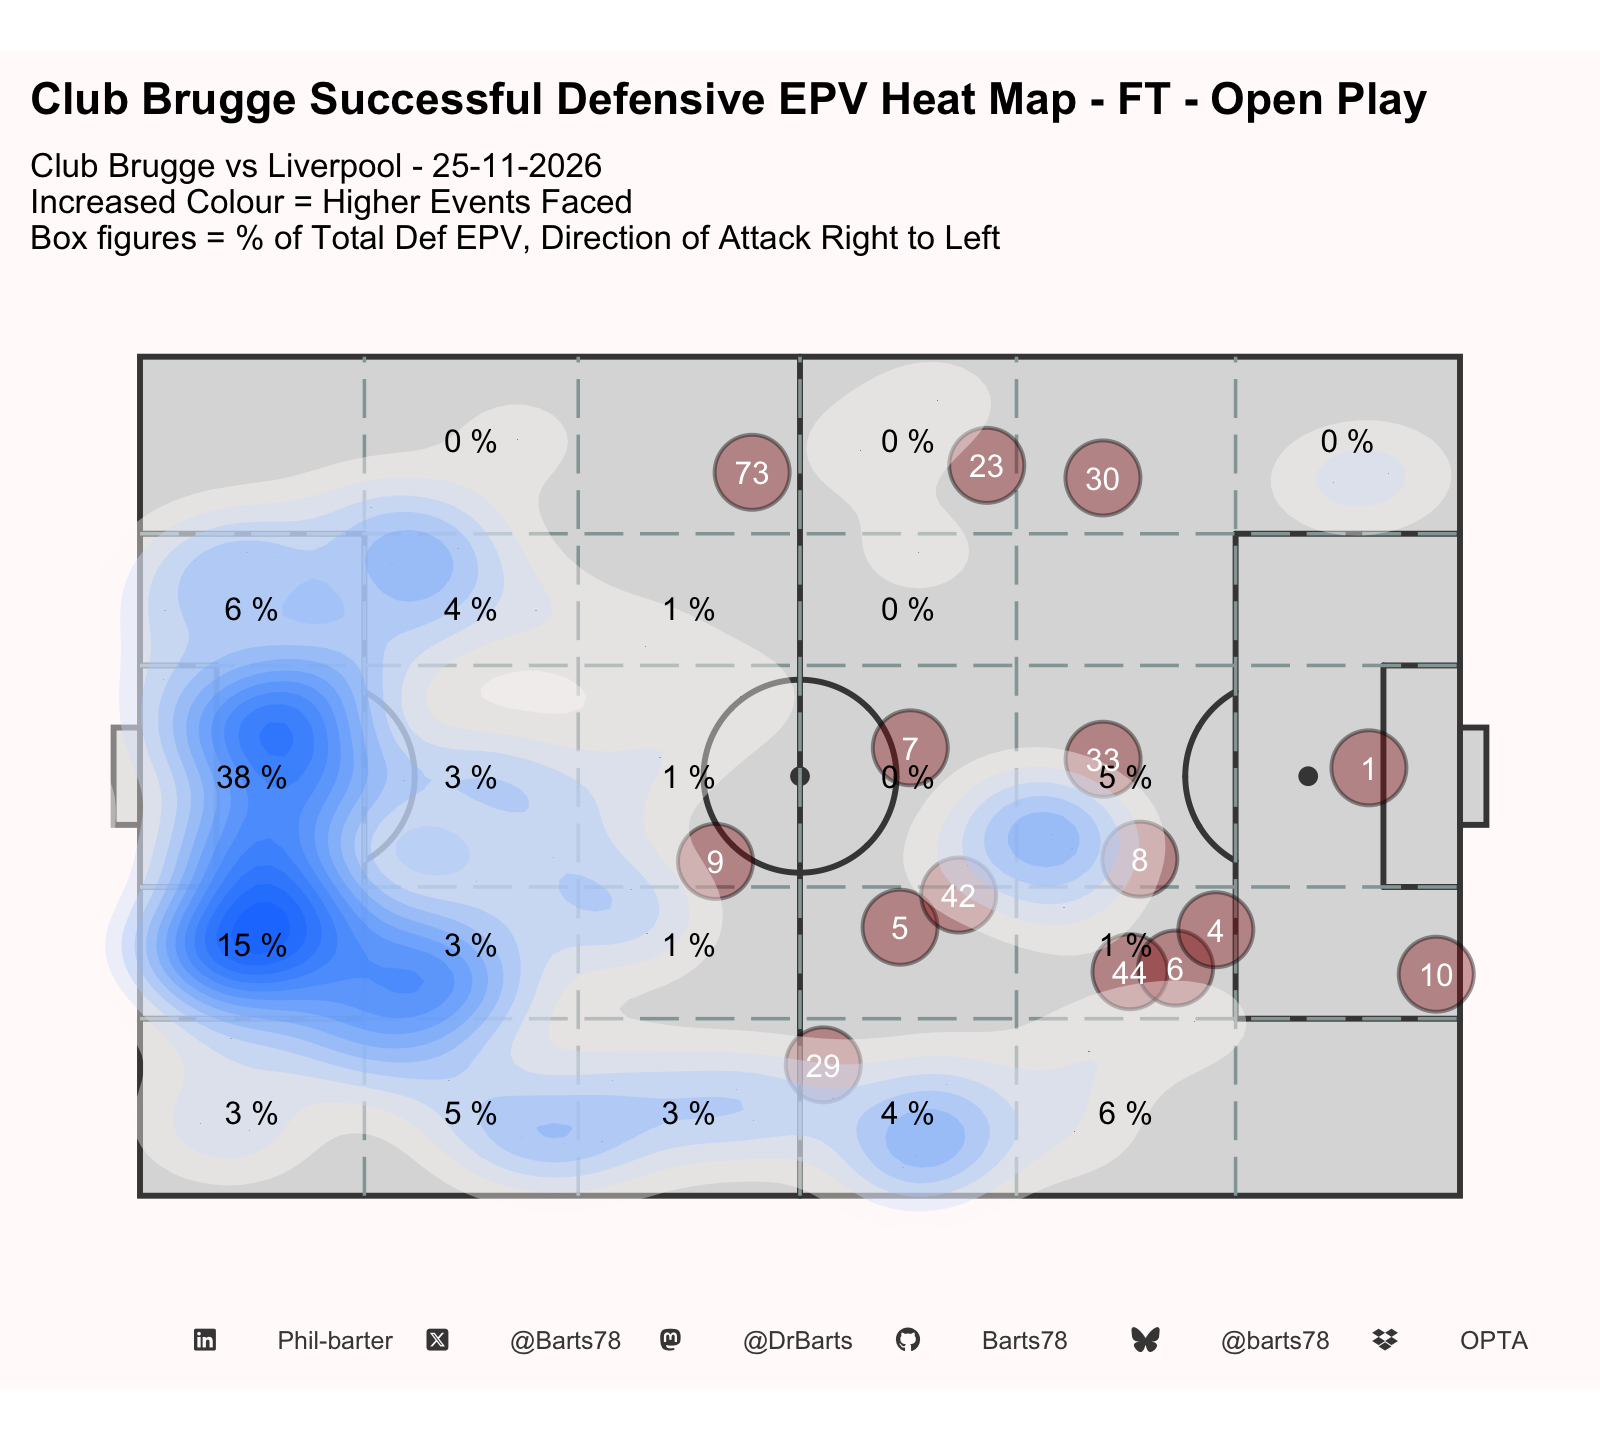 Club Brugge Successful Defensive EPV Heat Map - FT - Open Play
Club Brugge vs Liverpool - 25-11-2026
Increased Colour = Higher Events Faced
Box figures = % of Total Def EPV, Direction of Attack Right to Left
0 % 0 % 0 %
73 23 30
6 % 4 % 1 % 0 %
7 33 1
38 % 3 % 1 % 0 % 5 %
9 8
42
5 4
15 % 3 % 1 % 1 %
44 6 10
29
3 % 5 % 3 % 4 % 6 %
Phil-barter @Barts78 @DrBarts Barts78 @barts78 OPTA